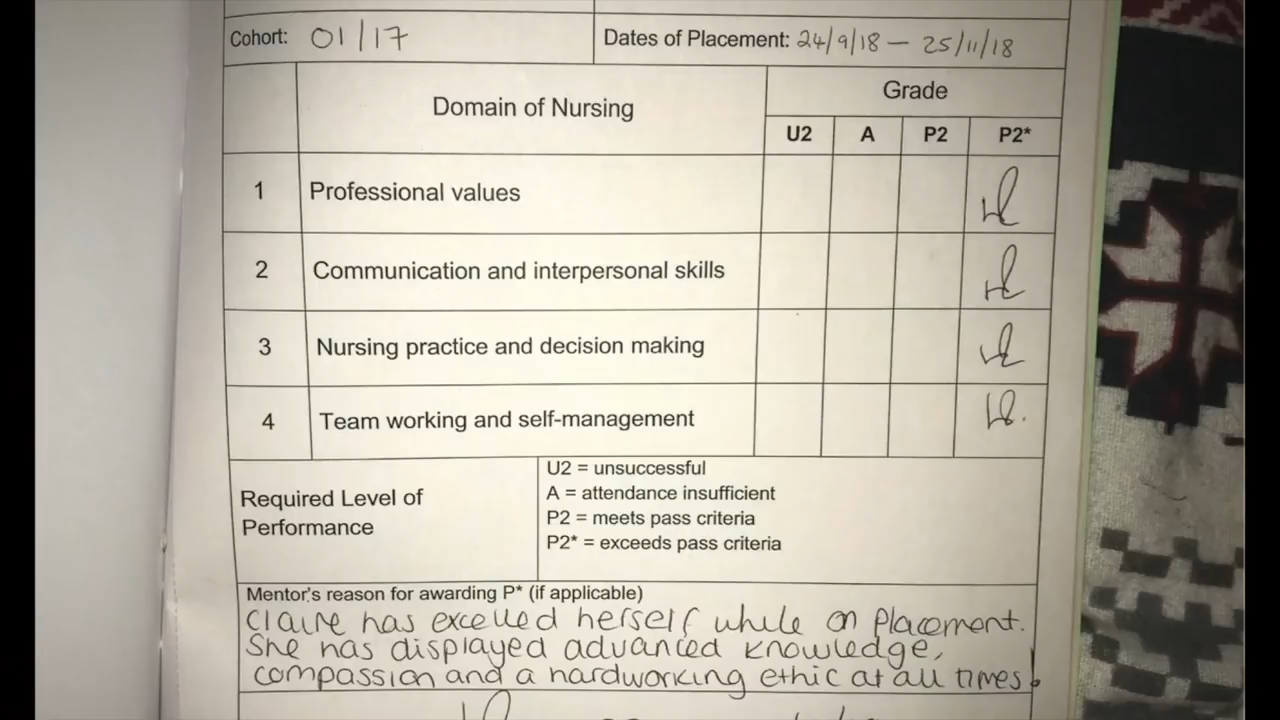 Cohort: 01/17 Dates of Placement: 24/9/18 – 25/11/18
Domain of Nursing Grade
U2 A P2 P2*
1 Professional values
2 Communication and interpersonal skills
3 Nursing practice and decision making
4 Team working and self-management
Required Level of
Performance
U2 = unsuccessful
A = attendance insufficient
P2 = meets pass criteria
P2* = exceeds pass criteria
Mentor's reason for awarding P* (if applicable)
Claire has excelled herself while on placement.
She has displayed advanced knowledge,
compassion and a hardworking ethic at all times!